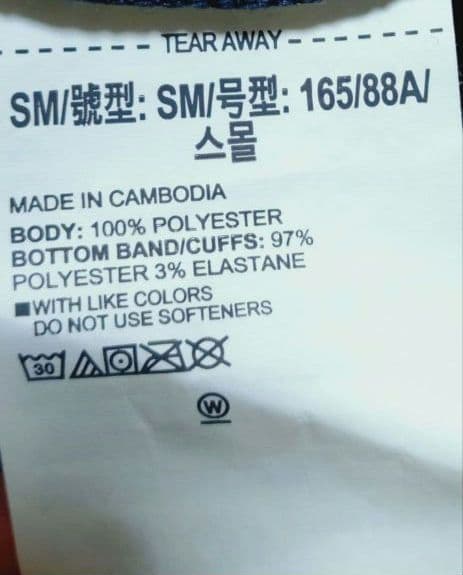 TEAR AWAY
SM/號型: SM/号型: 165/88A/
스몰
MADE IN CAMBODIA
BODY: 100% POLYESTER
BOTTOM BAND/CUFFS: 97%
POLYESTER 3% ELASTANE
WITH LIKE COLORS
DO NOT USE SOFTENERS
30
W